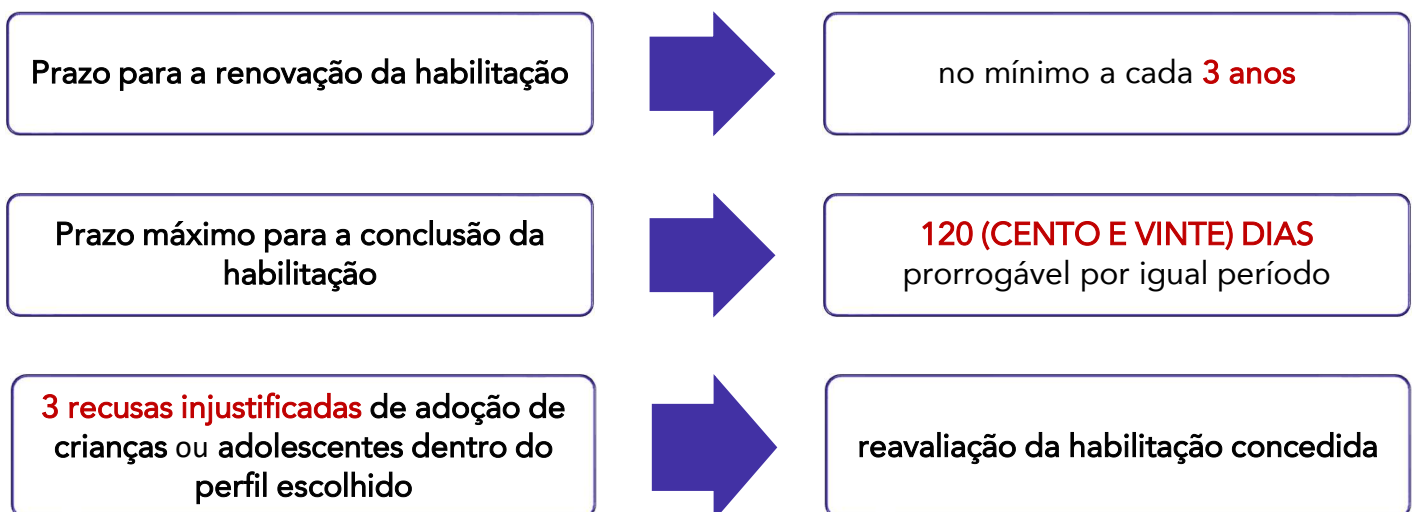 Prazo para a renovação da habilitação
no mínimo a cada 3 anos
Prazo máximo para a conclusão da
habilitação
120 (CENTO E VINTE) DIAS
prorrogável por igual período
3 recusas injustificadas de adoção de
crianças ou adolescentes dentro do
perfil escolhido
reavaliação da habilitação concedida